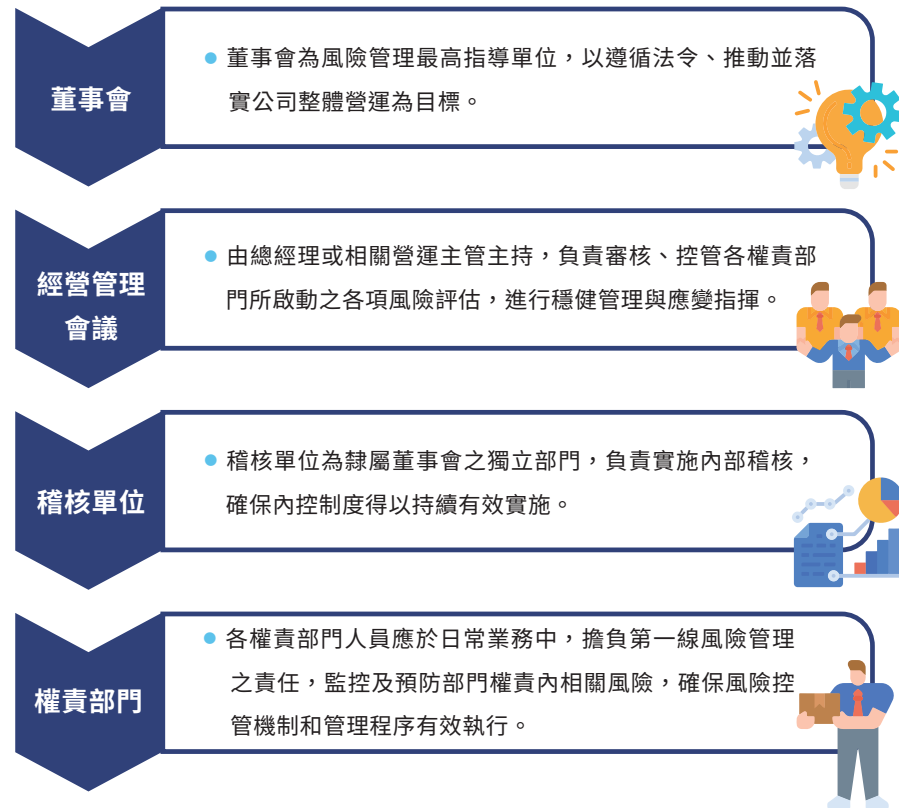 董事會
● 董事會為風險管理最高指導單位，以遵循法令、推動並落
實公司整體營運為目標。
經營管理
會議
● 由總經理或相關營運主管主持，負責審核、控管各權責部
門所啟動之各項風險評估，進行穩健管理與應變指揮。
稽核單位
● 稽核單位為隸屬董事會之獨立部門，負責實施內部稽核，
確保內控制度得以持續有效實施。
權責部門
● 各權責部門人員應於日常業務中，擔負第一線風險管理
之責任，監控及預防部門權責內相關風險，確保風險控
管機制和管理程序有效執行。